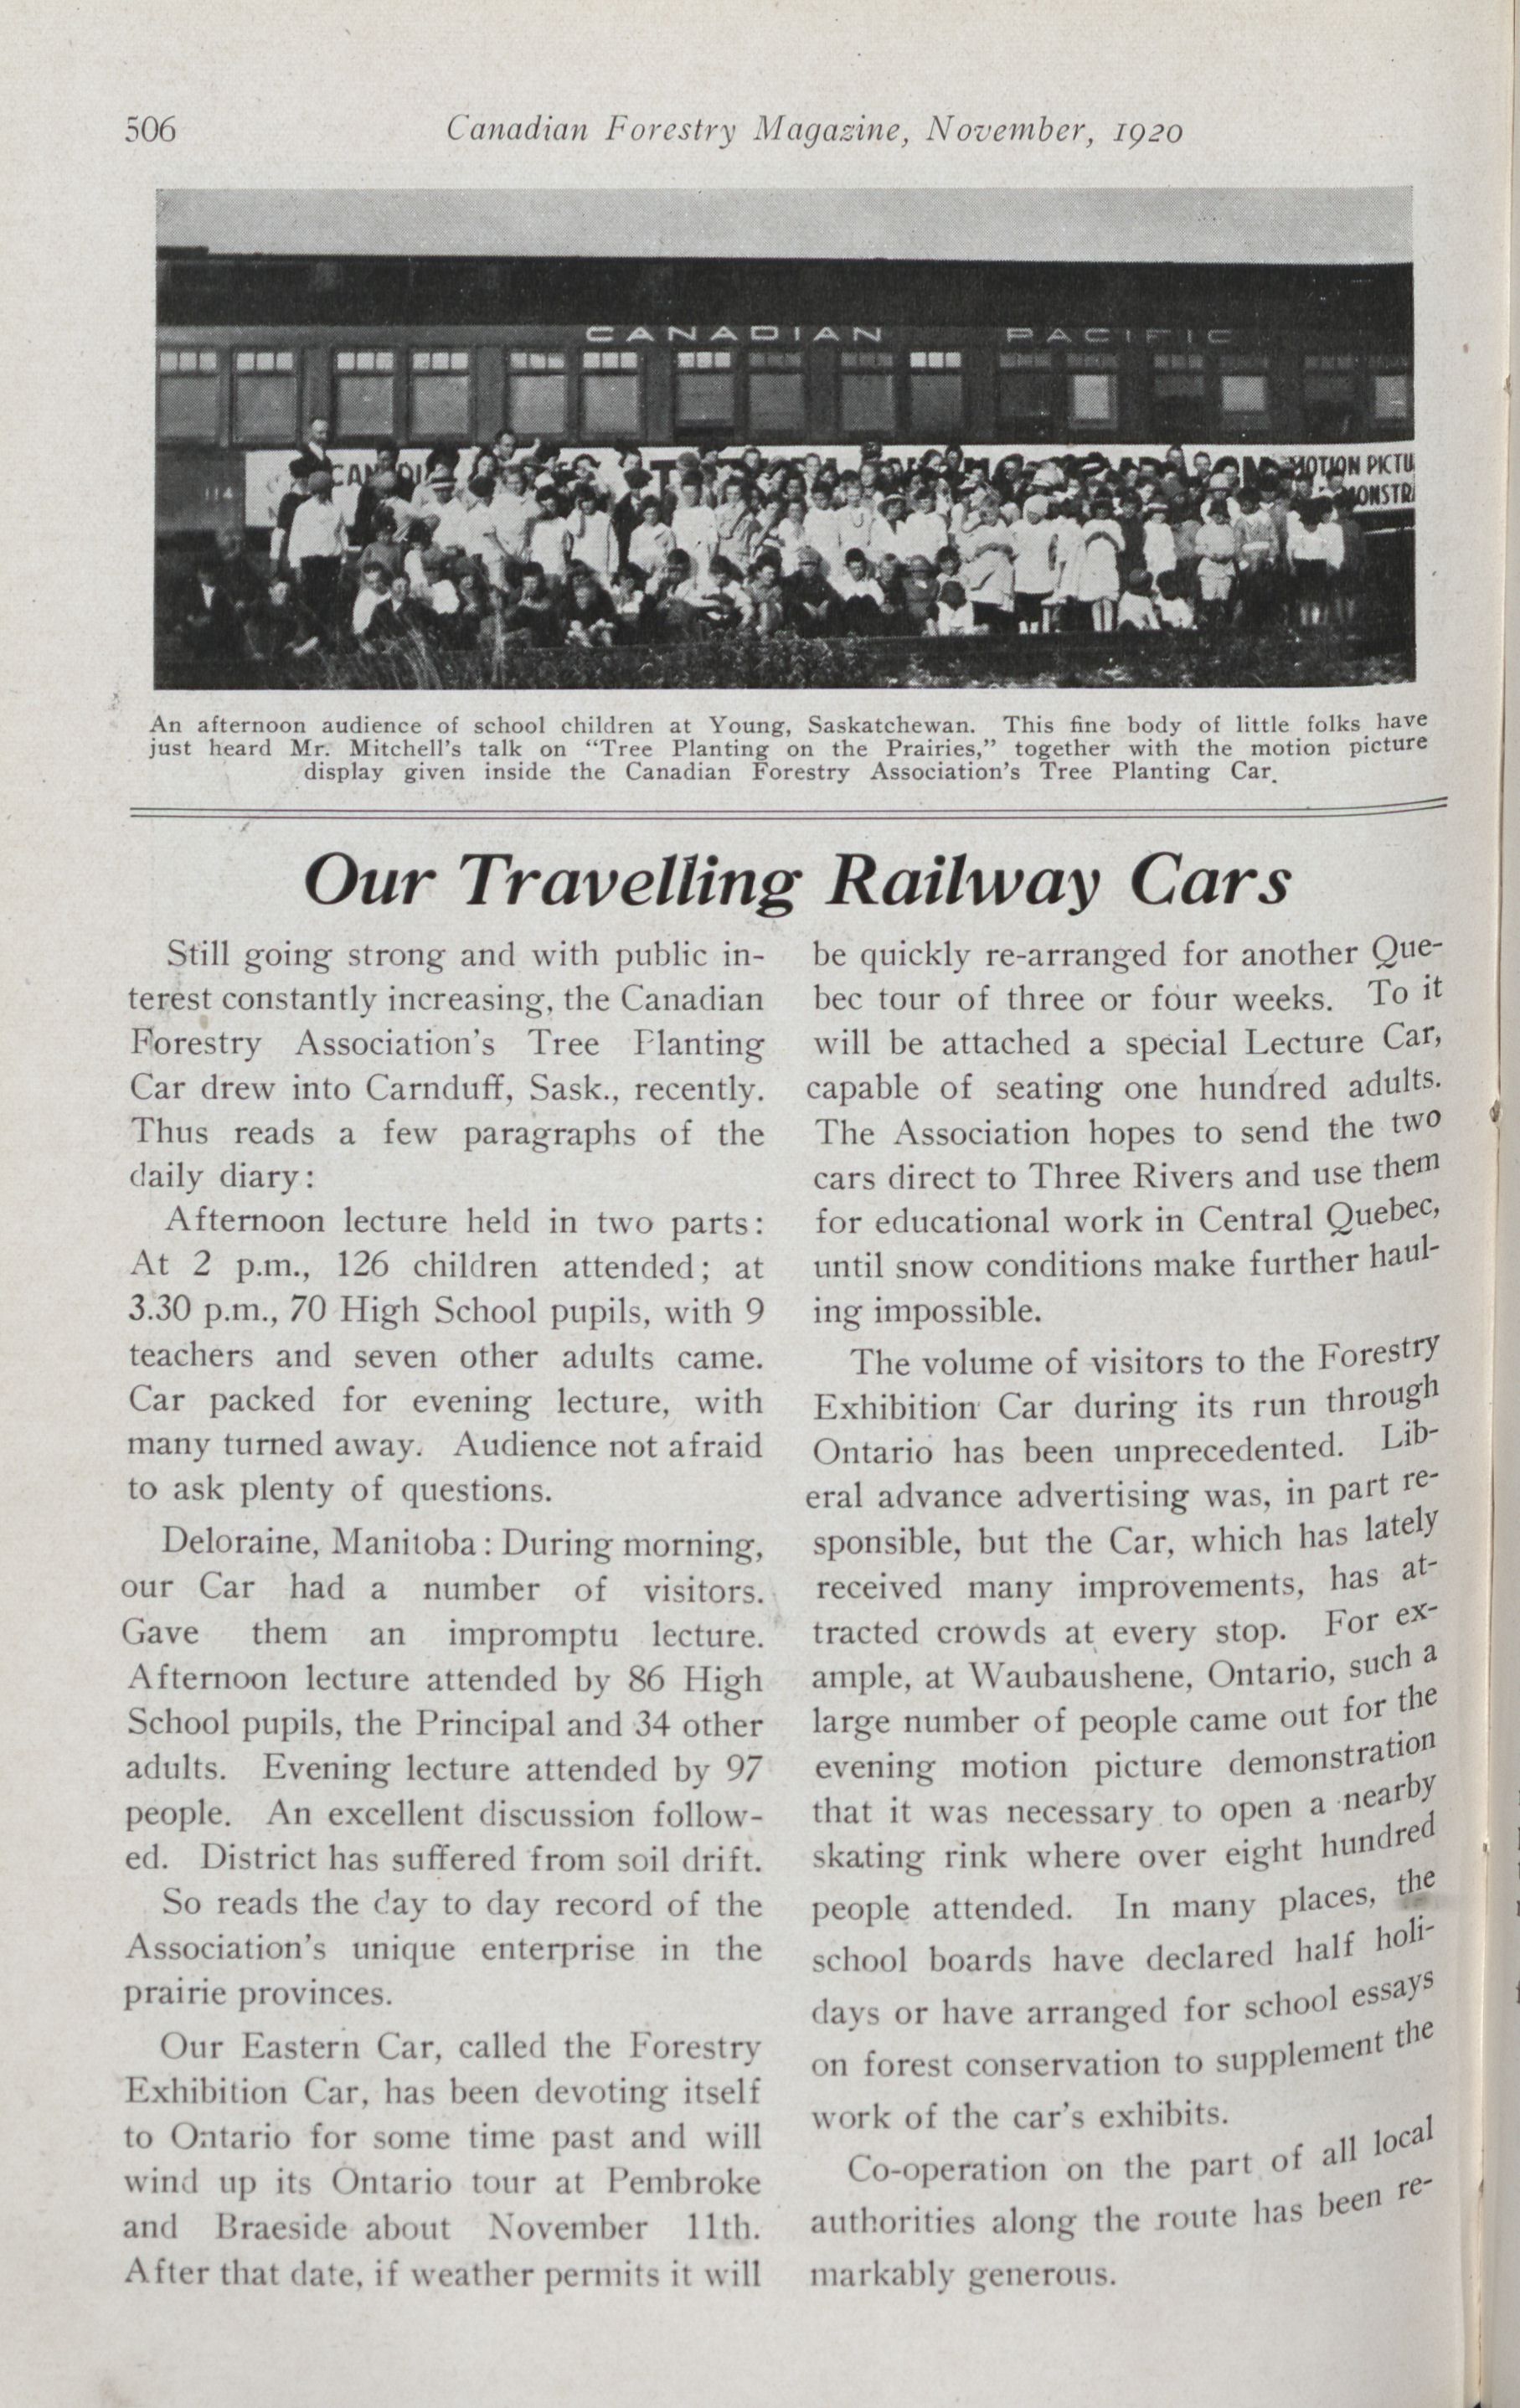 506
Canadian Forestry Magazine, November, 1920
CANADIAN PACIFIC
114
MOTION PICTU
An afternoon audience of school children at Young, Saskatchewan. This fine body of little folks have
just heard Mr. Mitchell's talk on "Tree Planting on the Prairies," together with the motion picture
display given inside the Canadian Forestry Association's Tree Planting Car.
Our Travelling Railway Cars
Still going strong and with public in-
terest constantly increasing, the Canadian
Forestry Association's Tree Planting
Car drew into Carnduff, Sask., recently.
Thus reads a few paragraphs of the
daily diary:
Afternoon lecture held in two parts:
At 2 p.m., 126 children attended; at
3.30 p.m., 70 High School pupils, with 9
teachers and seven other adults came.
Car packed for evening lecture, with
many turned away. Audience not afraid
to ask plenty of questions.
Deloraine, Manitoba: During morning,
our Car had a number of visitors.
Gave them an impromptu lecture.
Afternoon lecture attended by 86 High
School pupils, the Principal and 34 other
adults. Evening lecture attended by 97
people. An excellent discussion follow-
ed. District has suffered from soil drift.
So reads the day to day record of the
Association's unique enterprise in the
prairie provinces.
Our Eastern Car, called the Forestry
Exhibition Car, has been devoting itself
to Ontario for some time past and will
wind up its Ontario tour at Pembroke
and Braeside about November 11th.
After that date, if weather permits it will
be quickly re-arranged for another Que-
bec tour of three or four weeks. To it
will be attached a special Lecture Car,
capable of seating one hundred adults.
The Association hopes to send the two
cars direct to Three Rivers and use them
for educational work in Central Quebec,
until snow conditions make further haul-
ing impossible.
The volume of visitors to the Forestry
Exhibition Car during its run through
Ontario has been unprecedented. Lib-
eral advance advertising was, in part re-
sponsible, but the Car, which has lately
received many improvements, has at-
tracted crowds at every stop. For ex-
ample, at Waubaushene, Ontario, such a
large number of people came out for the
evening motion picture demonstration
that it was necessary to open a nearby
skating rink where over eight hundred
people attended. In many places, the
school boards have declared half holi-
days or have arranged for school essays
on forest conservation to supplement the
work of the car's exhibits.
Co-operation on the part of all local
authorities along the route has been re-
markably generous.